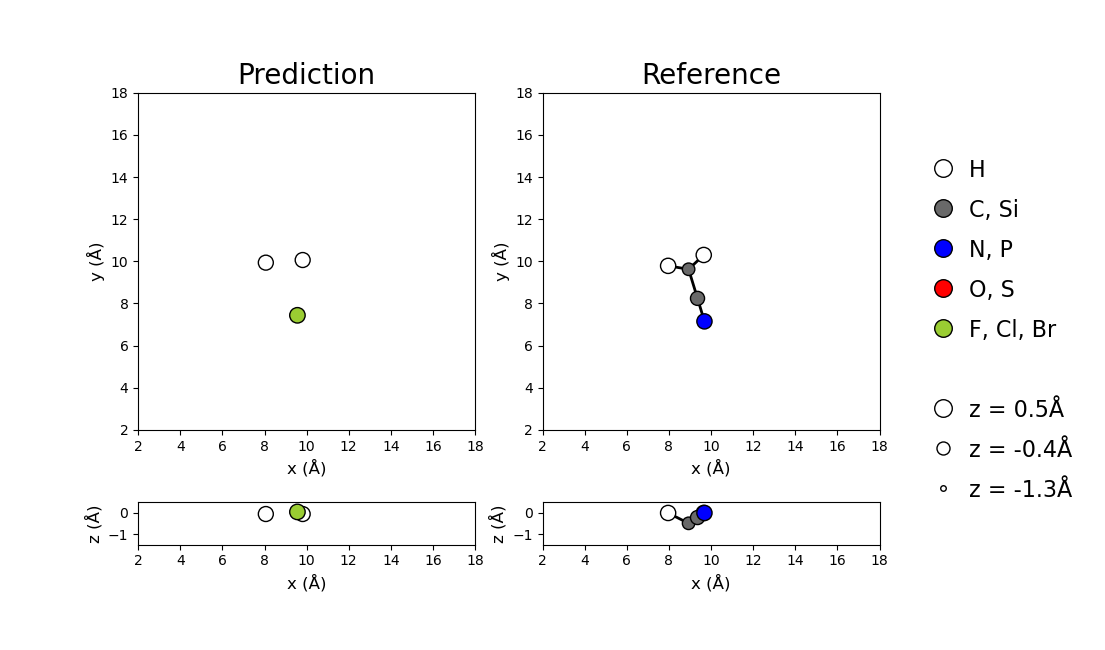 Prediction
Reference
18
16
14
12
10
8
6
4
2
y (Å)
2 4 6 8 10 12 14 16 18
x (Å)
18
16
14
12
10
8
6
4
2
y (Å)
2 4 6 8 10 12 14 16 18
x (Å)
0
−1
z (Å)
2 4 6 8 10 12 14 16 18
x (Å)
0
−1
z (Å)
2 4 6 8 10 12 14 16 18
x (Å)
H
C, Si
N, P
O, S
F, Cl, Br
z = 0.5Å
z = -0.4Å
z = -1.3Å